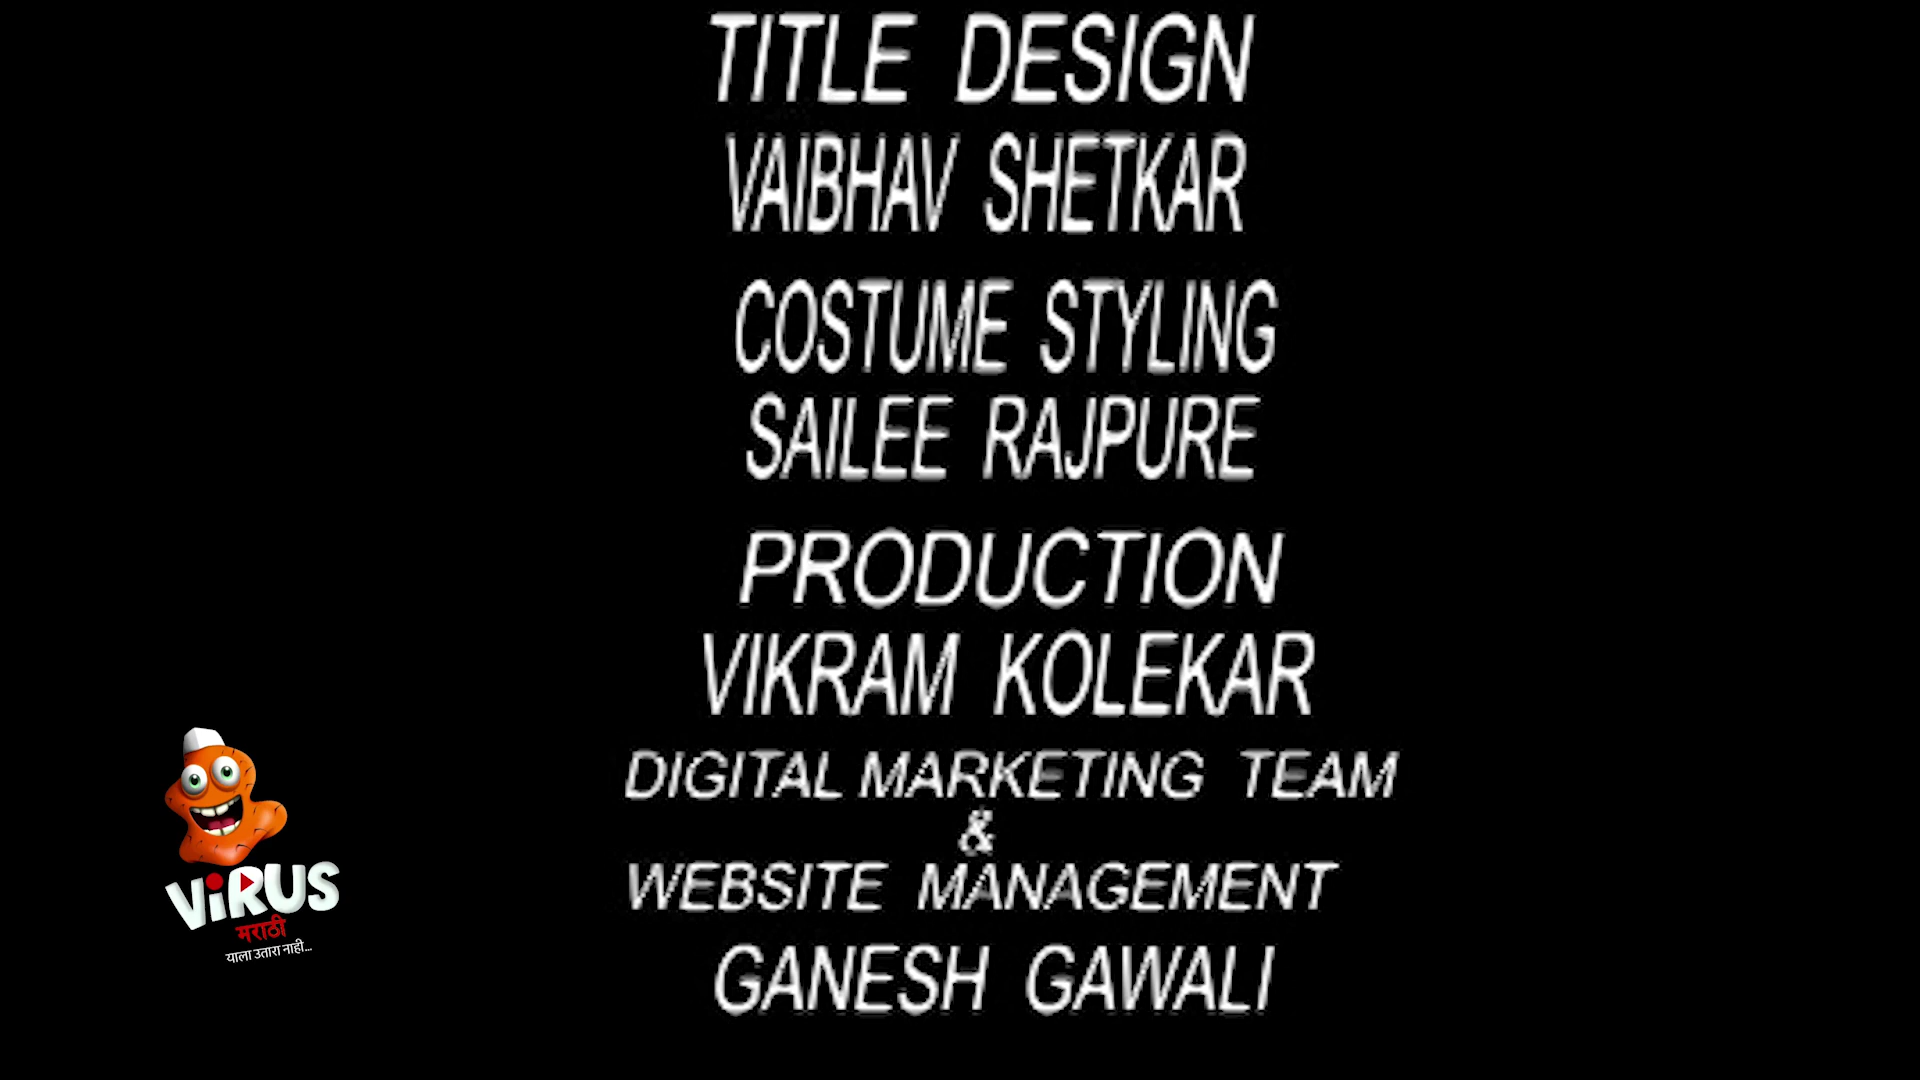 TITLE DESIGN
VAIBHAV SHETKAR
COSTUME STYLING
SAILEE RAJPURE
PRODUCTION
VIKRAM KOLEKAR
DIGITAL MARKETING TEAM
&
WEBSITE MANAGEMENT
GANESH GAWALI
ViRUS
मराठी
याला उतारा नाही...